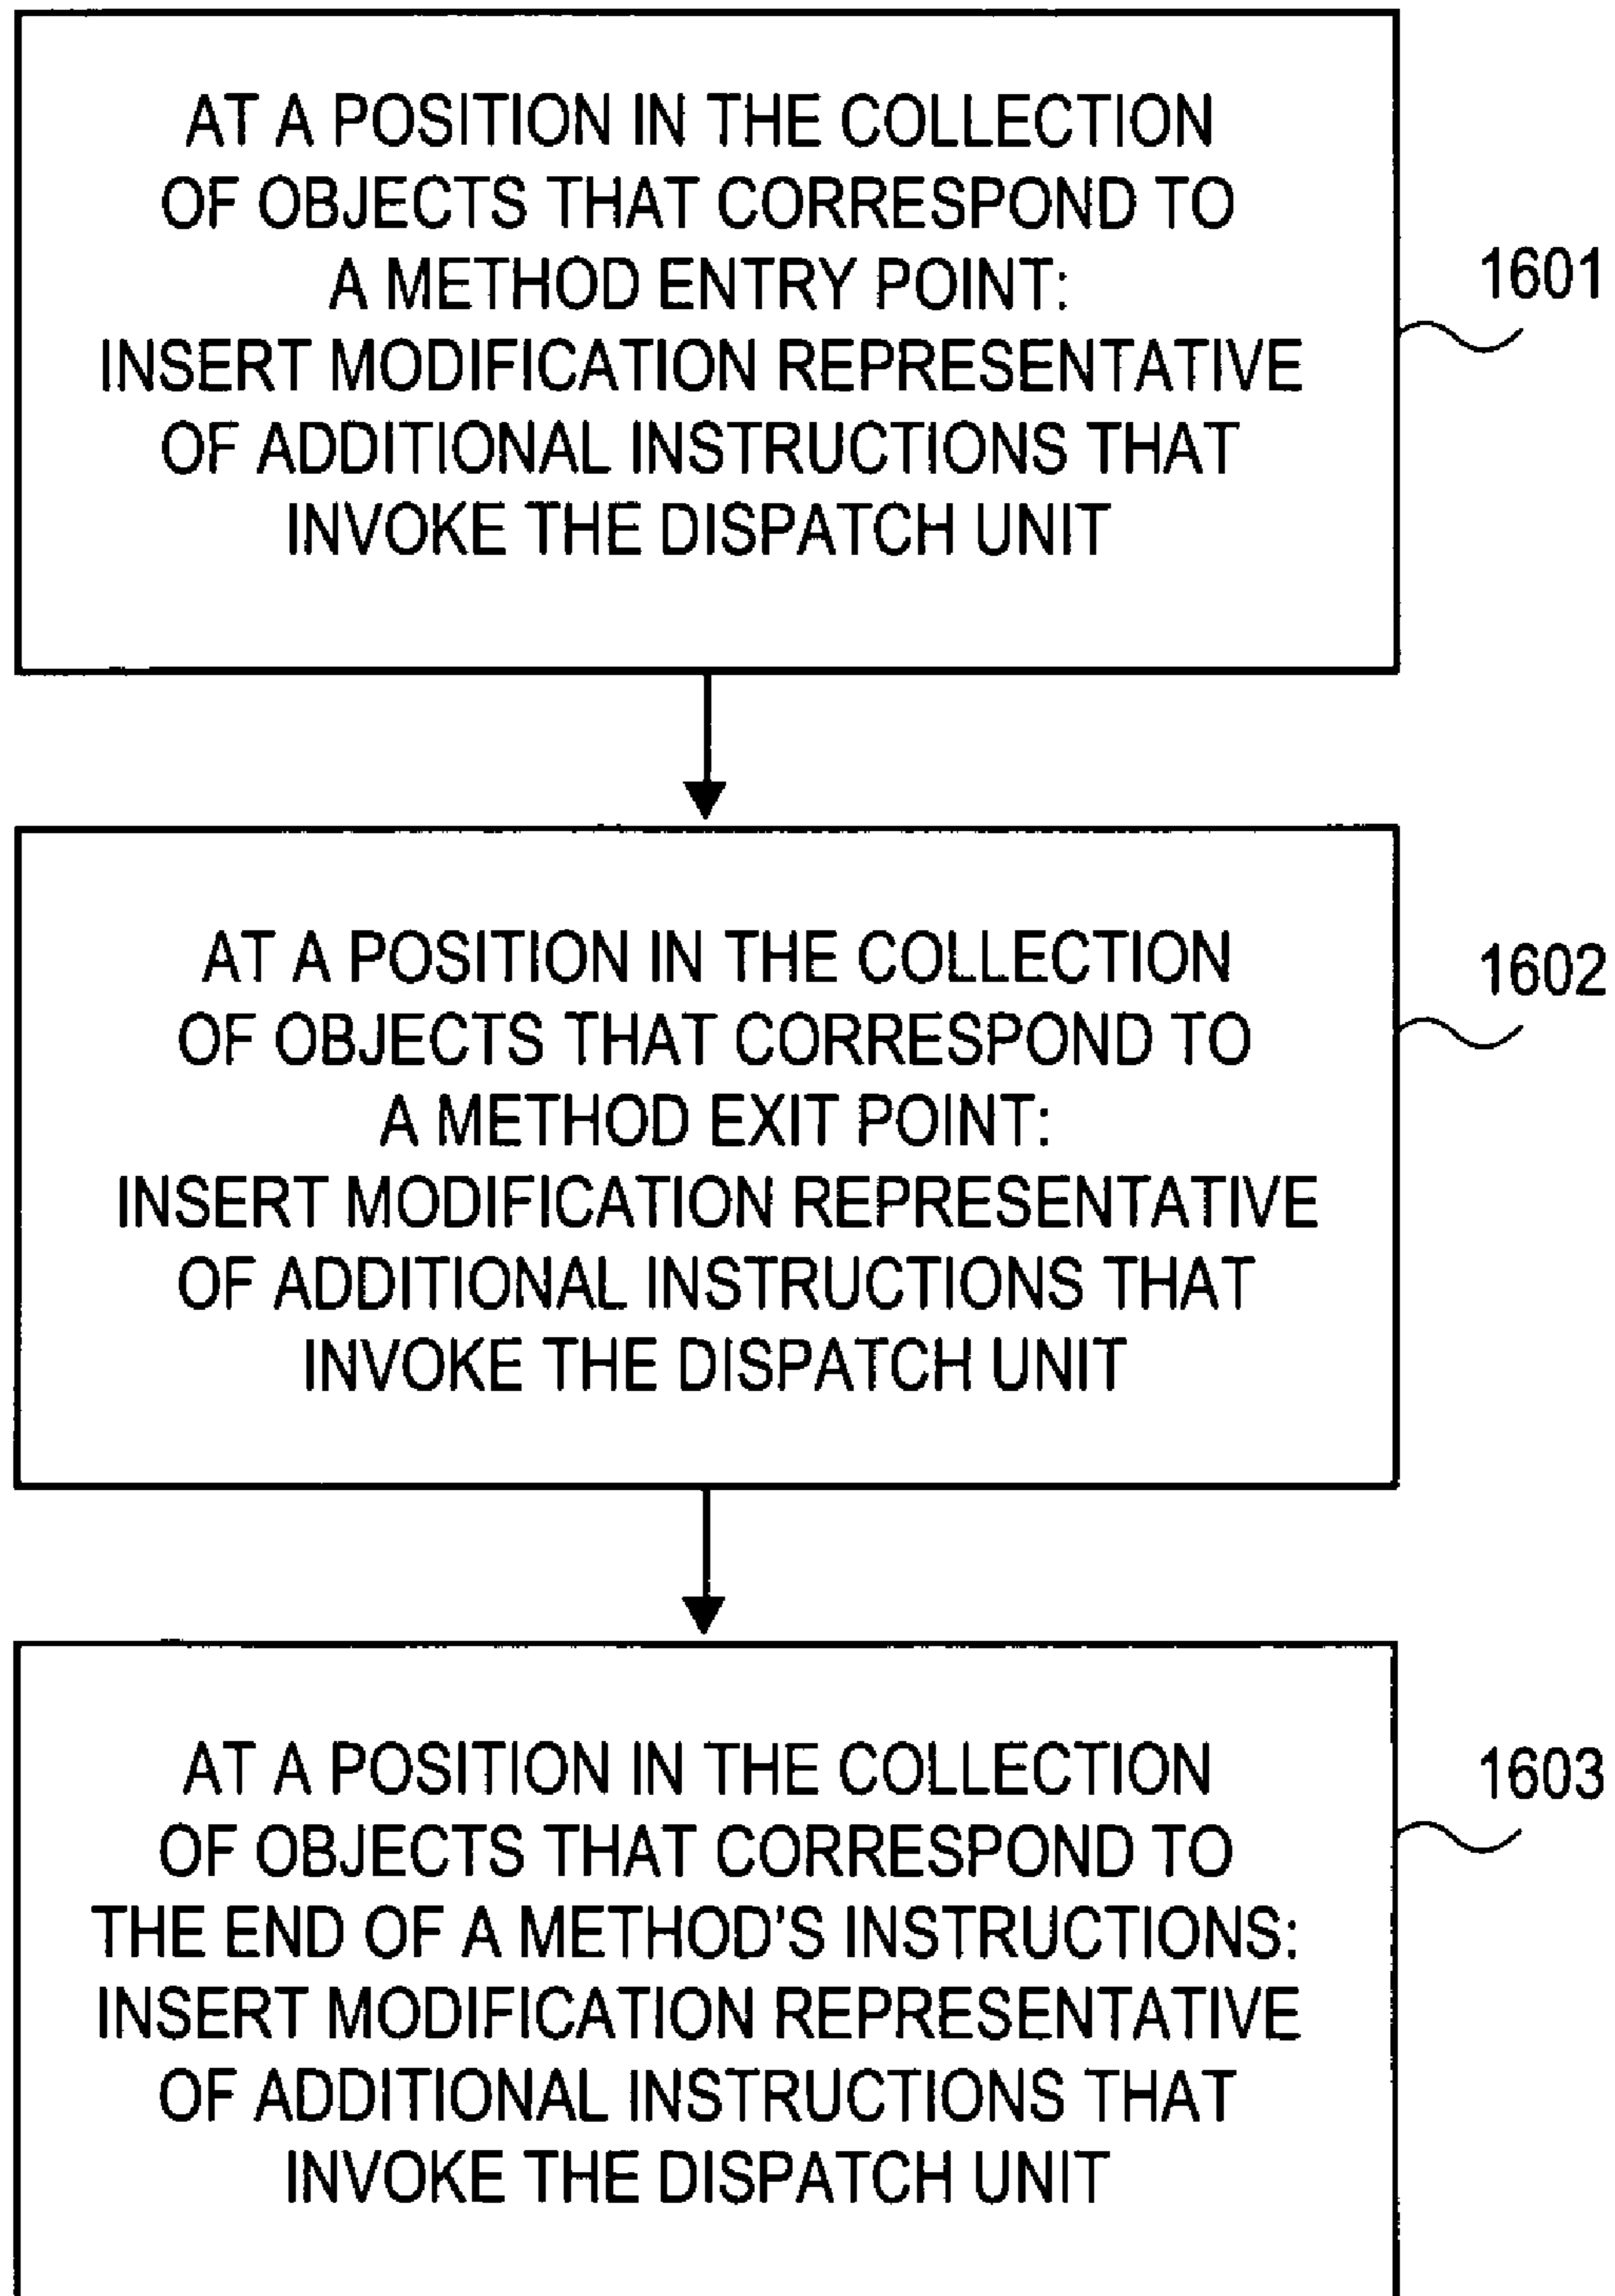 AT A POSITION IN THE COLLECTION
OF OBJECTS THAT CORRESPOND TO
A METHOD ENTRY POINT:
INSERT MODIFICATION REPRESENTATIVE
OF ADDITIONAL INSTRUCTIONS THAT
INVOKE THE DISPATCH UNIT
1601
AT A POSITION IN THE COLLECTION
OF OBJECTS THAT CORRESPOND TO
A METHOD EXIT POINT:
INSERT MODIFICATION REPRESENTATIVE
OF ADDITIONAL INSTRUCTIONS THAT
INVOKE THE DISPATCH UNIT
1602
AT A POSITION IN THE COLLECTION
OF OBJECTS THAT CORRESPOND TO
THE END OF A METHOD'S INSTRUCTIONS:
INSERT MODIFICATION REPRESENTATIVE
OF ADDITIONAL INSTRUCTIONS THAT
INVOKE THE DISPATCH UNIT
1603